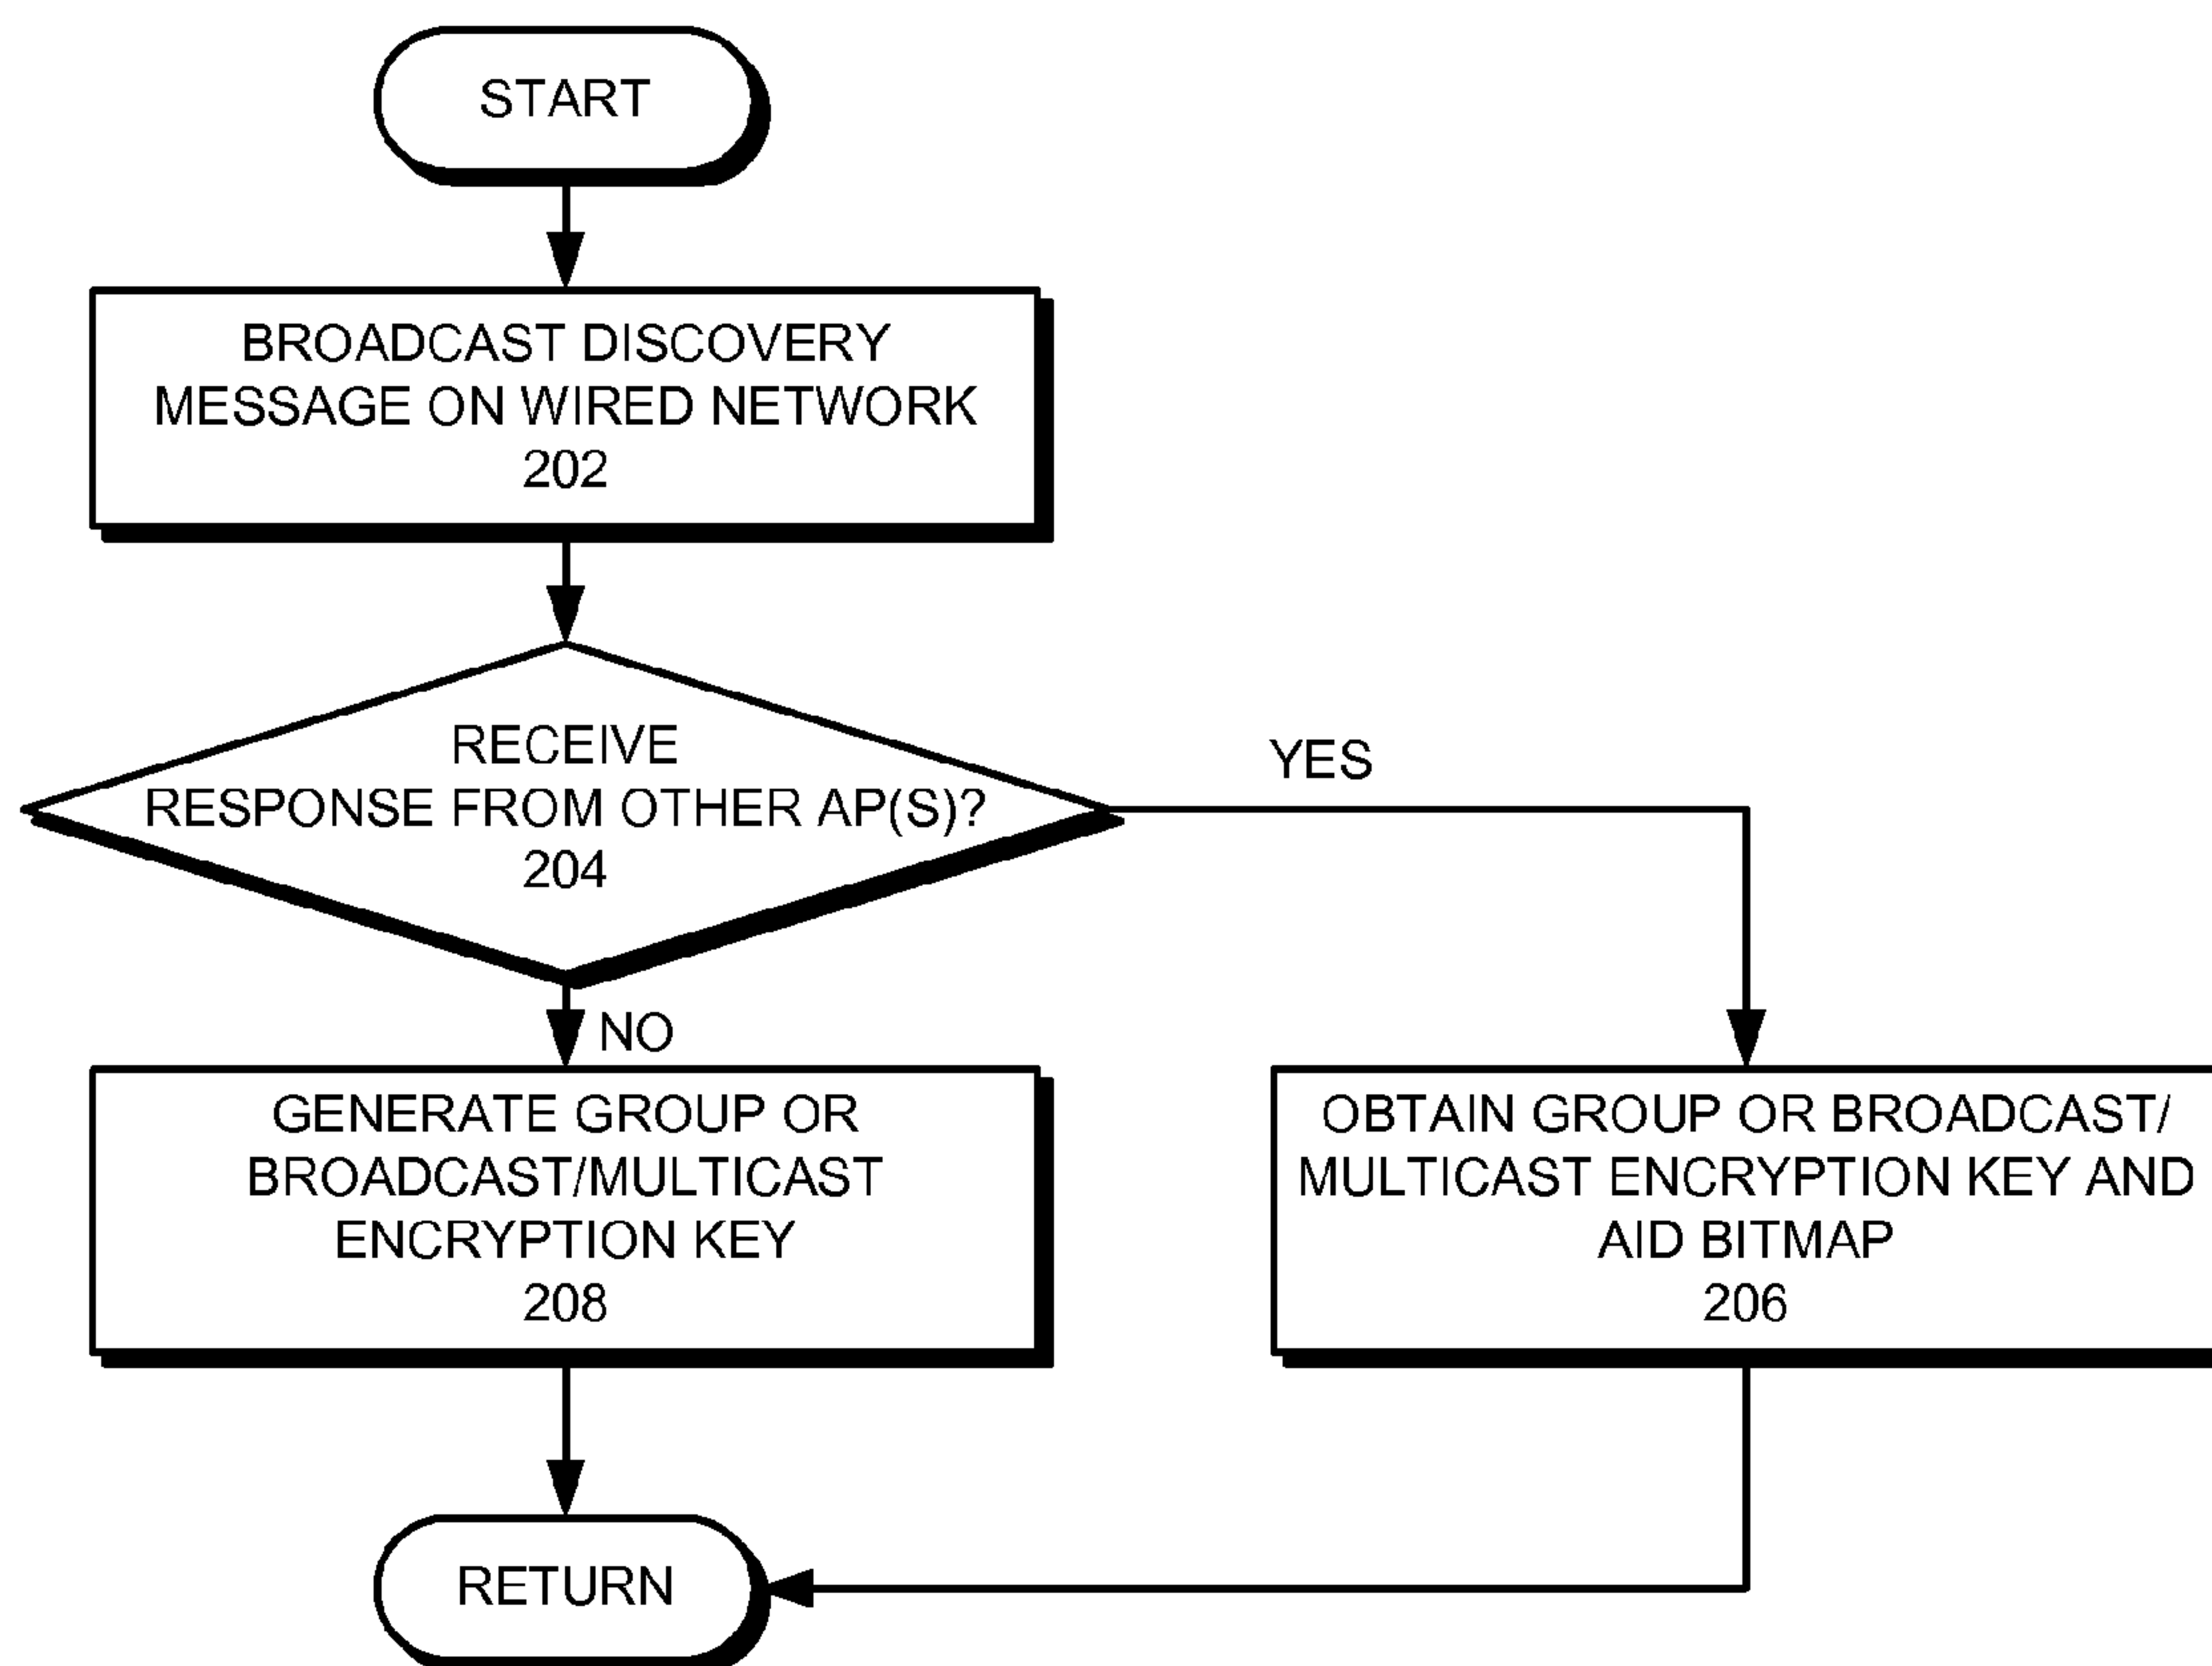 START
BROADCAST DISCOVERY
MESSAGE ON WIRED NETWORK
202
RECEIVE
RESPONSE FROM OTHER AP(S)?
204
YES
NO
GENERATE GROUP OR
BROADCAST/MULTICAST
ENCRYPTION KEY
208
OBTAIN GROUP OR BROADCAST/
MULTICAST ENCRYPTION KEY AND
AID BITMAP
206
RETURN